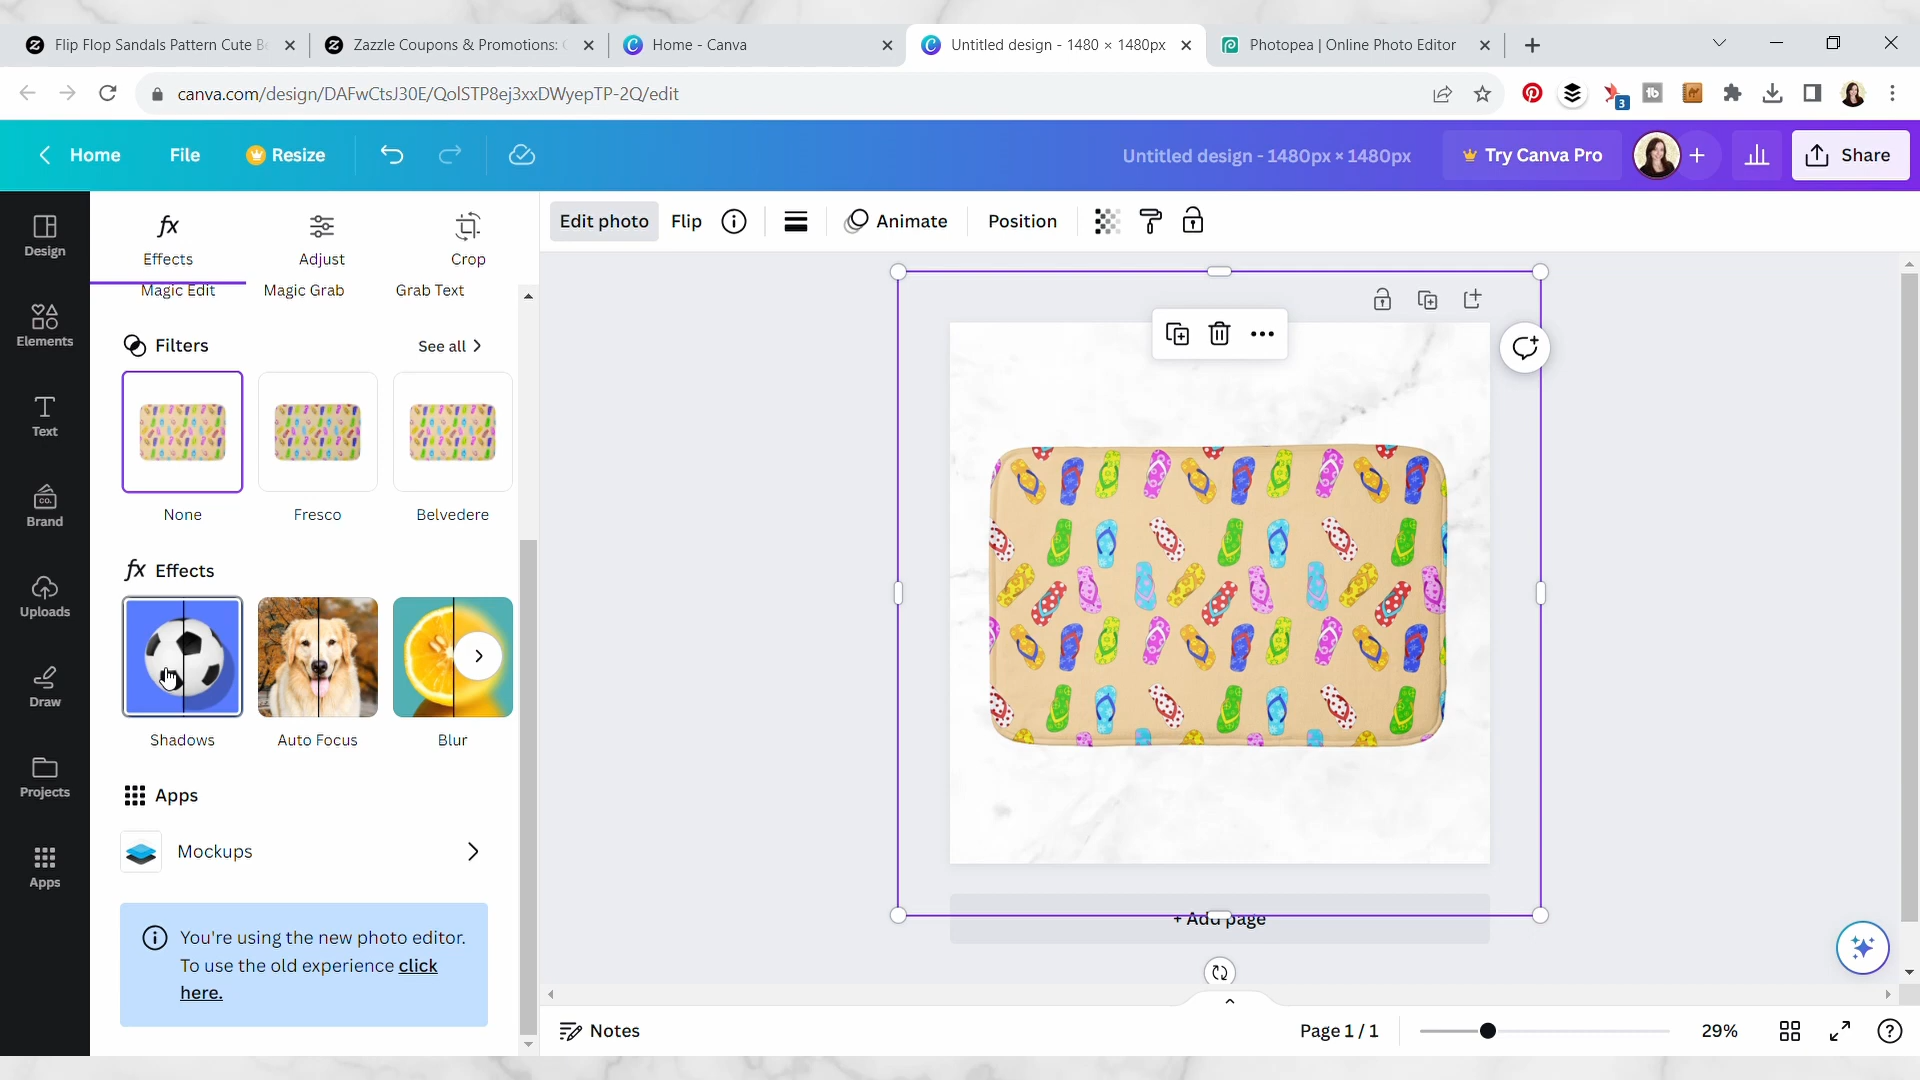 Flip Flop Sandals Pattern Cute Be
Zazzle Coupons & Promotions: C
Home - Canva
Untitled design - 1480 × 1480px
Photopea | Online Photo Editor
canva.com/design/DAFwCtsJ30E/QolSTP8ej3xxDWyepTP-2Q/edit
3
Home
File
Resize
Untitled design - 1480px × 1480px
Try Canva Pro
Share
Design
Elements
Text
Brand
Uploads
Draw
Projects
Apps
Effects
Adjust
Crop
Magic Edit
Magic Grab
Grab Text
Filters
See all
None
Fresco
Belvedere
fx Effects
Shadows
Auto Focus
Blur
Apps
Mockups
You're using the new photo editor.
To use the old experience click
here.
Edit photo
Flip
Animate
Position
+ Add page
Notes
Page 1 / 1
29%